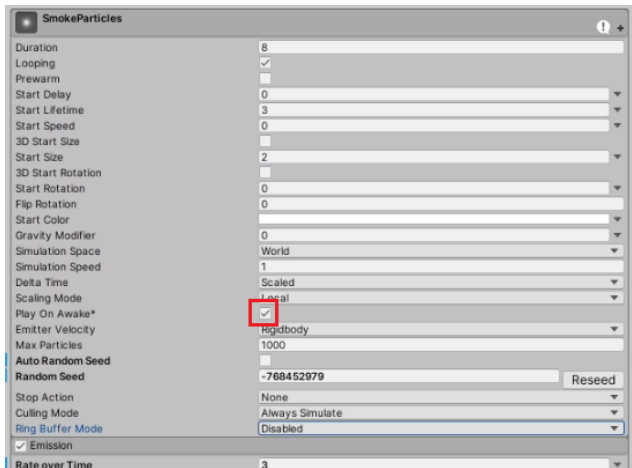 SmokeParticles
Duration 8
Looping
Prewarm
Start Delay 0
Start Lifetime 3
Start Speed 0
3D Start Size
Start Size 2
3D Start Rotation
Start Rotation 0
Flip Rotation 0
Start Color
Gravity Modifier 0
Simulation Space World
Simulation Speed 1
Delta Time Scaled
Scaling Mode Local
Play On Awake*
Emitter Velocity Rigidbody
Max Particles 1000
Auto Random Seed
Random Seed -768452979 Reseed
Stop Action None
Culling Mode Always Simulate
Ring Buffer Mode Disabled
Emission
Rate over Time 3